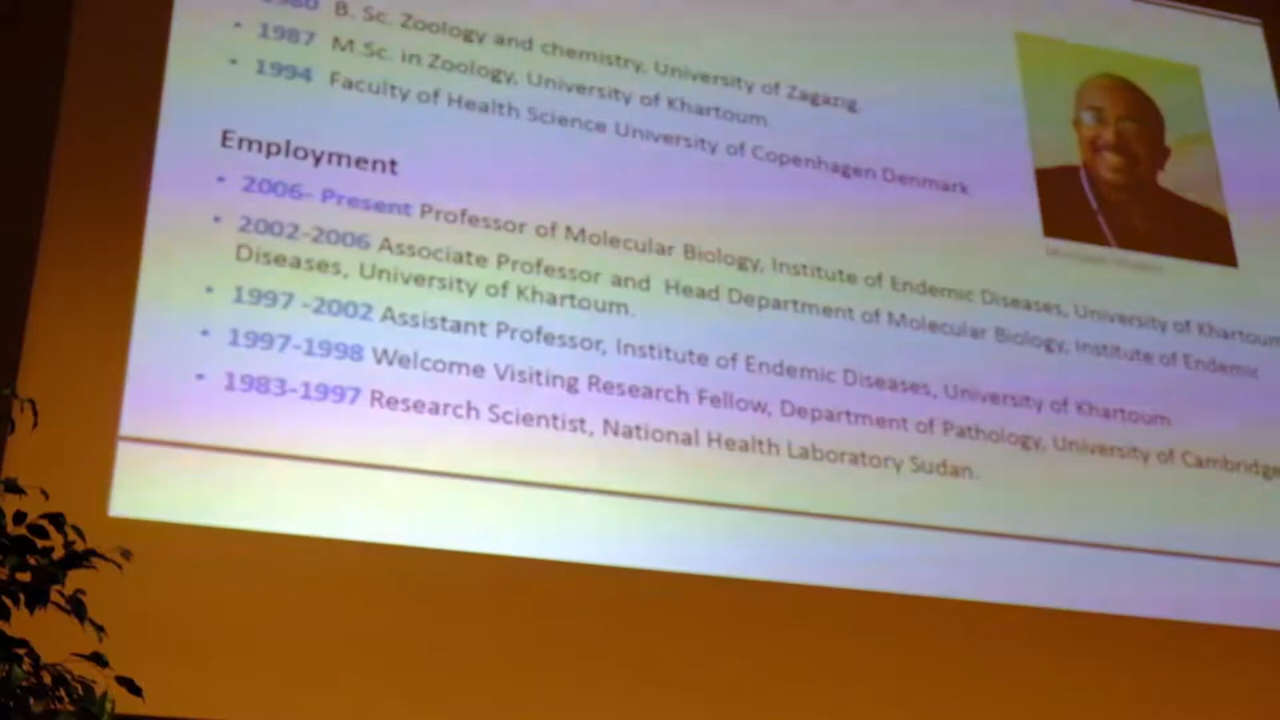 B. Sc. Zoology and chemistry, University of Zagazig
• 1987 M.Sc. in Zoology, University of Khartoum
• 1994 Faculty of Health Science University of Copenhagen Denmark
Employment
• 2006- Present Professor of Molecular Biology, Institute of Endemic Diseases, University of Khartoum
• 2002-2006 Associate Professor and Head Department of Molecular Biology, Institute of Endemic
Diseases, University of Khartoum.
• 1997 -2002 Assistant Professor, Institute of Endemic Diseases, University of Khartoum
• 1997-1998 Welcome Visiting Research Fellow, Department of Pathology, University of Cambridge
• 1983-1997 Research Scientist, National Health Laboratory Sudan.